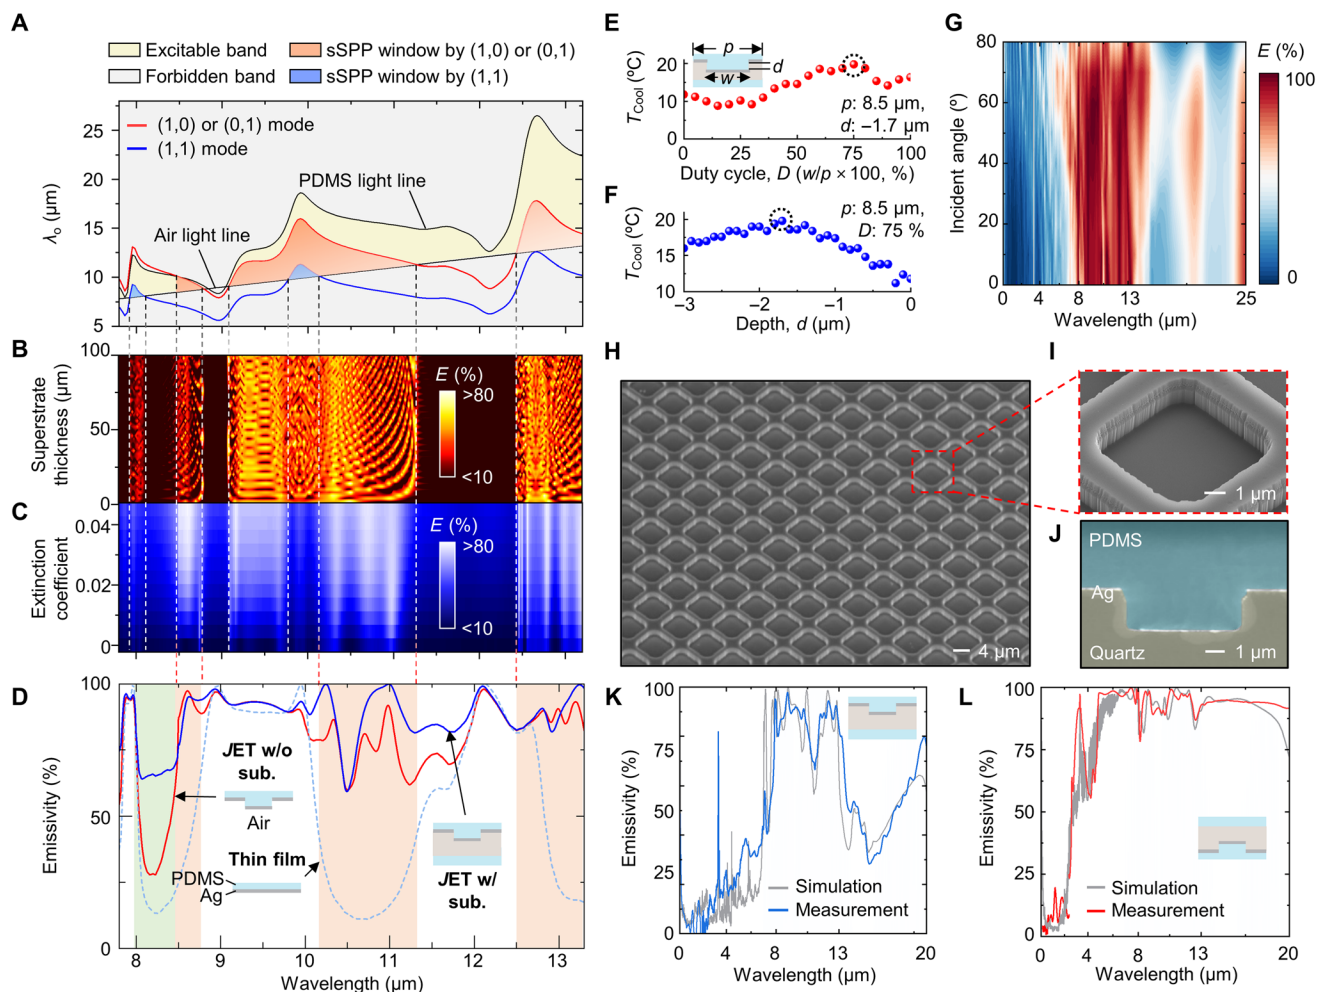 A
Excitable band
sSPP window by (1,0) or (0,1)
Forbidden band
sSPP window by (1,1)
(1,0) or (0,1) mode
(1,1) mode
PDMS light line
Air light line
λo (μm)
25
20
15
10
5
B
Superstrate
thickness (μm)
100
50
0
E (%)
>80
<10
C
Extinction
coefficient
0.04
0.02
0
E (%)
>80
<10
D
Emissivity (%)
100
50
0
JET w/o
sub.
Air
Thin film
PDMS
Ag
JET w/
sub.
8 9 10 11 12 13
Wavelength (μm)
E
TCool (ºC)
20
15
10
5
0
p
d
w
p: 8.5 μm,
d: −1.7 μm
0 25 50 75 100
Duty cycle, D (w/p × 100, %)
F
TCool (ºC)
20
15
10
p: 8.5 μm,
D: 75 %
−3 −2 −1 0
Depth, d (μm)
G
Incident angle (º)
80
60
40
20
0
0 4 8 13 25
Wavelength (μm)
E (%)
100
0
H
4 μm
I
1 μm
J
PDMS
Ag
Quartz
1 μm
K
Emissivity (%)
100
75
50
25
0
Simulation
Measurement
0 4 8 13 20
Wavelength (μm)
L
Emissivity (%)
100
75
50
25
0
Simulation
Measurement
0 4 8 13 20
Wavelength (μm)